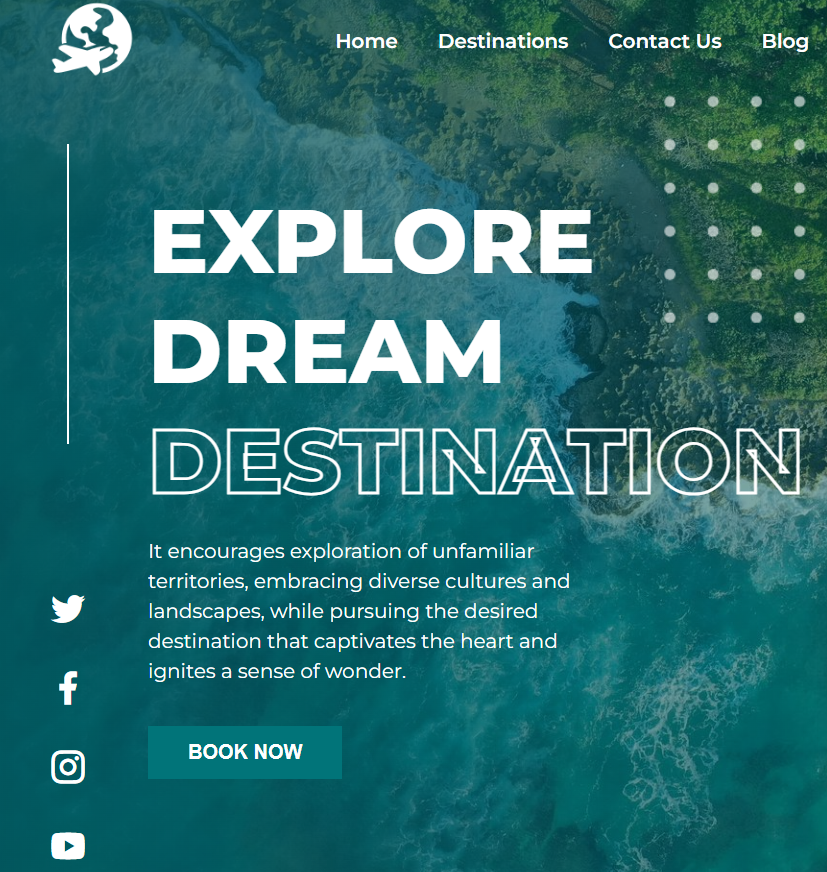 Home Destinations Contact Us Blog
EXPLORE
DREAM
DESTINATION
It encourages exploration of unfamiliar
territories, embracing diverse cultures and
landscapes, while pursuing the desired
destination that captivates the heart and
ignites a sense of wonder.
BOOK NOW